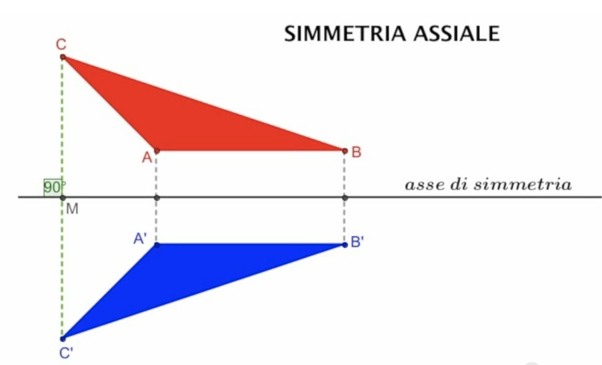 SIMMETRIA ASSIALE
C
A
B
asse di simmetria
90°
M
A'
B'
C'